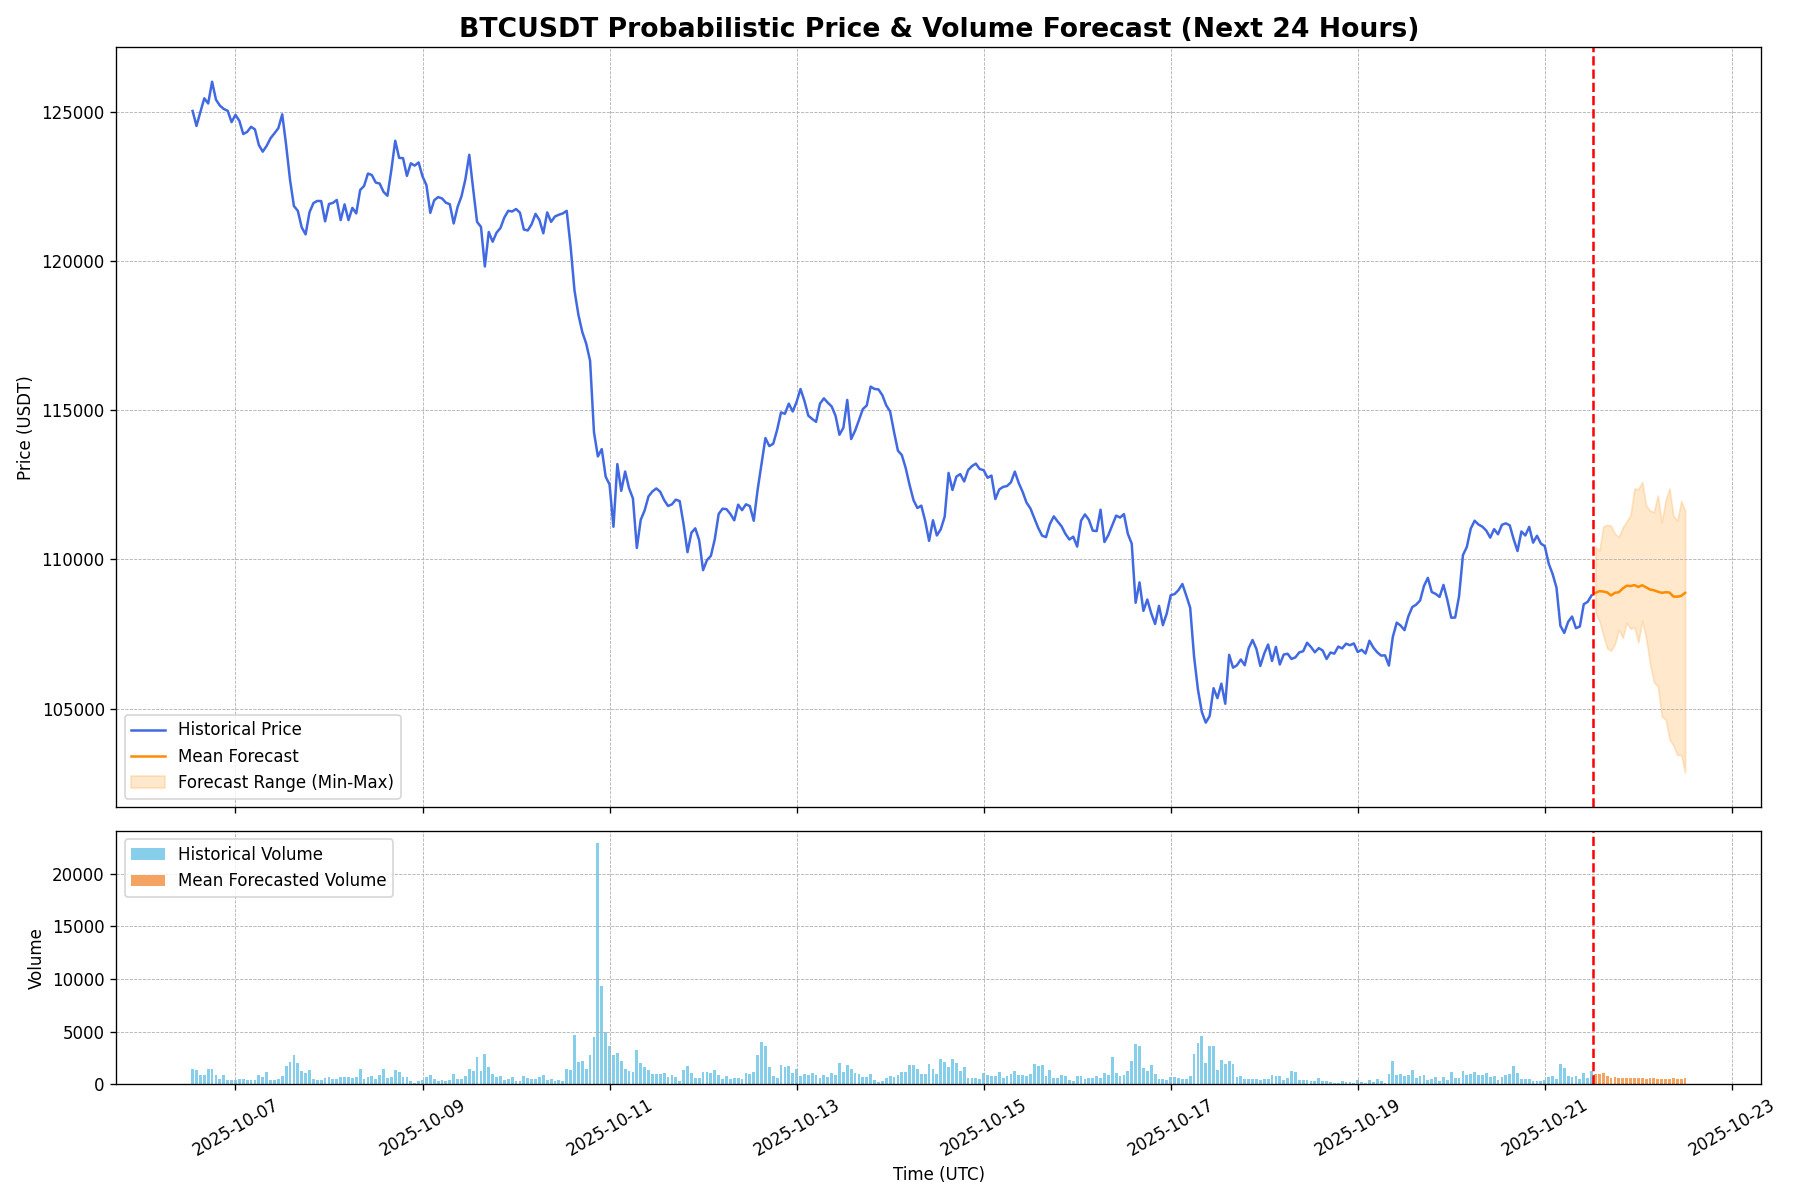 BTCUSDT Probabilistic Price & Volume Forecast (Next 24 Hours)
Price (USDT)
125000
120000
115000
110000
105000
Historical Price
Mean Forecast
Forecast Range (Min-Max)
Volume
20000
15000
10000
5000
0
Historical Volume
Mean Forecasted Volume
2025-10-07
2025-10-09
2025-10-11
2025-10-13
2025-10-15
2025-10-17
2025-10-19
2025-10-21
2025-10-23
Time (UTC)